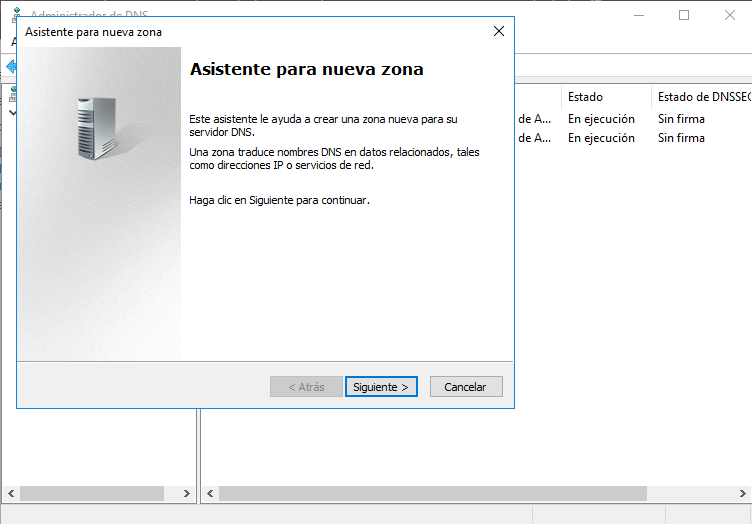 Administrador de DNS
Asistente para nueva zona
Asistente para nueva zona
Este asistente le ayuda a crear una zona nueva para su
servidor DNS.
Una zona traduce nombres DNS en datos relacionados, tales
como direcciones IP o servicios de red.
Haga clic en Siguiente para continuar.
< Atrás
Siguiente >
Cancelar
Estado
Estado de DNSSEC
de A... En ejecución Sin firma
de A... En ejecución Sin firma